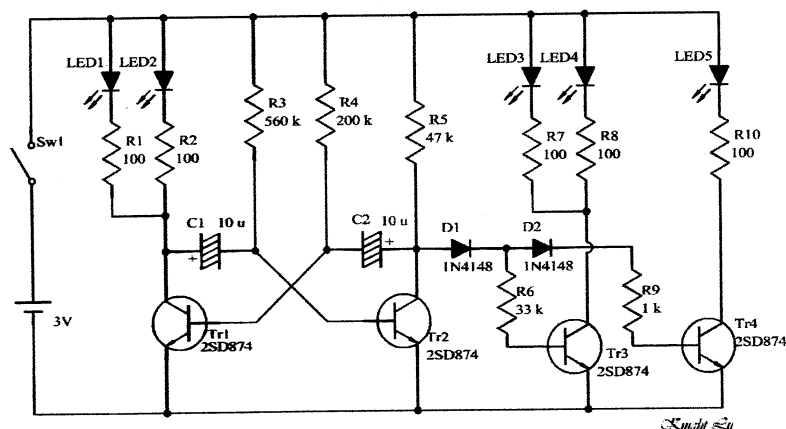 LED1
LED2
LED3
LED4
LED5
R3
560 k
R4
200 k
R5
47 k
Sw1
R1
100
R2
100
R7
100
R8
100
R10
100
C1
10 u
+
C2
10 u
+
D1
1N4148
D2
1N4148
R6
33 k
R9
1 k
3V
Tr1
2SD874
Tr2
2SD874
Tr3
2SD874
Tr4
2SD874